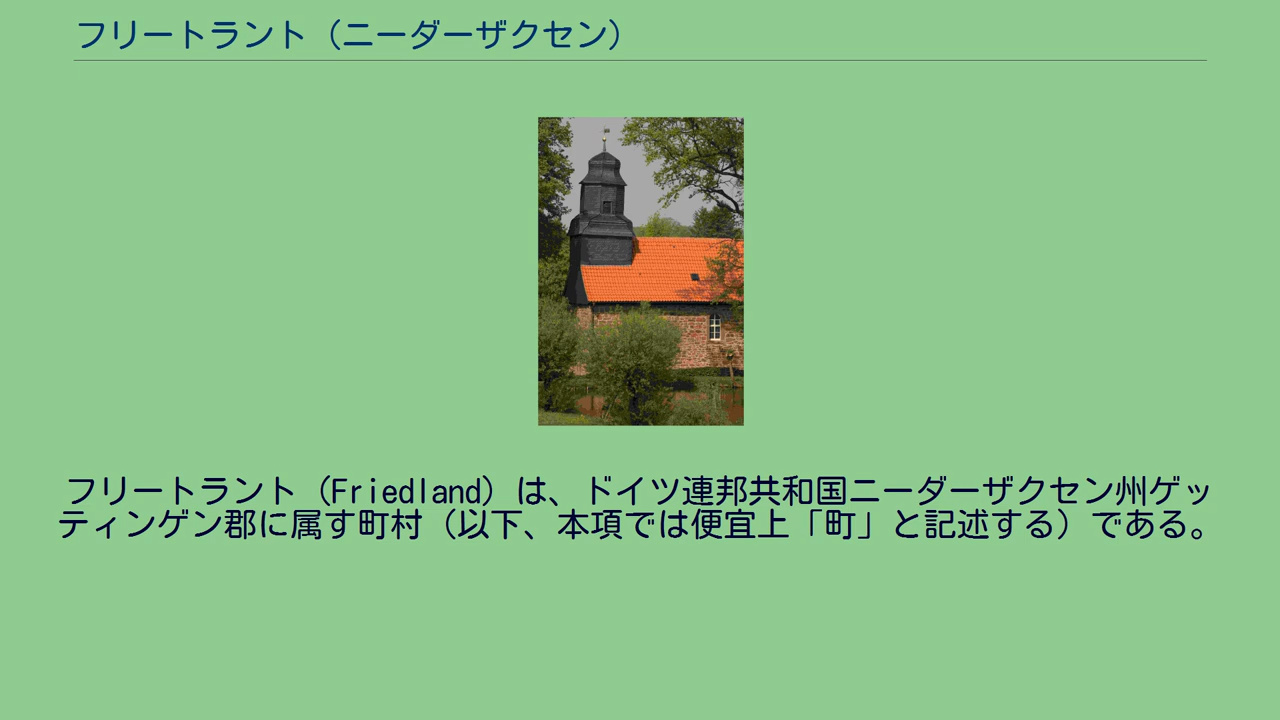 フリートラント（ニーダーザクセン）
フリートラント（Friedland）は、ドイツ連邦共和国ニーダーザクセン州ゲッ
ティンゲン郡に属す町村（以下、本項では便宜上「町」と記述する）である。